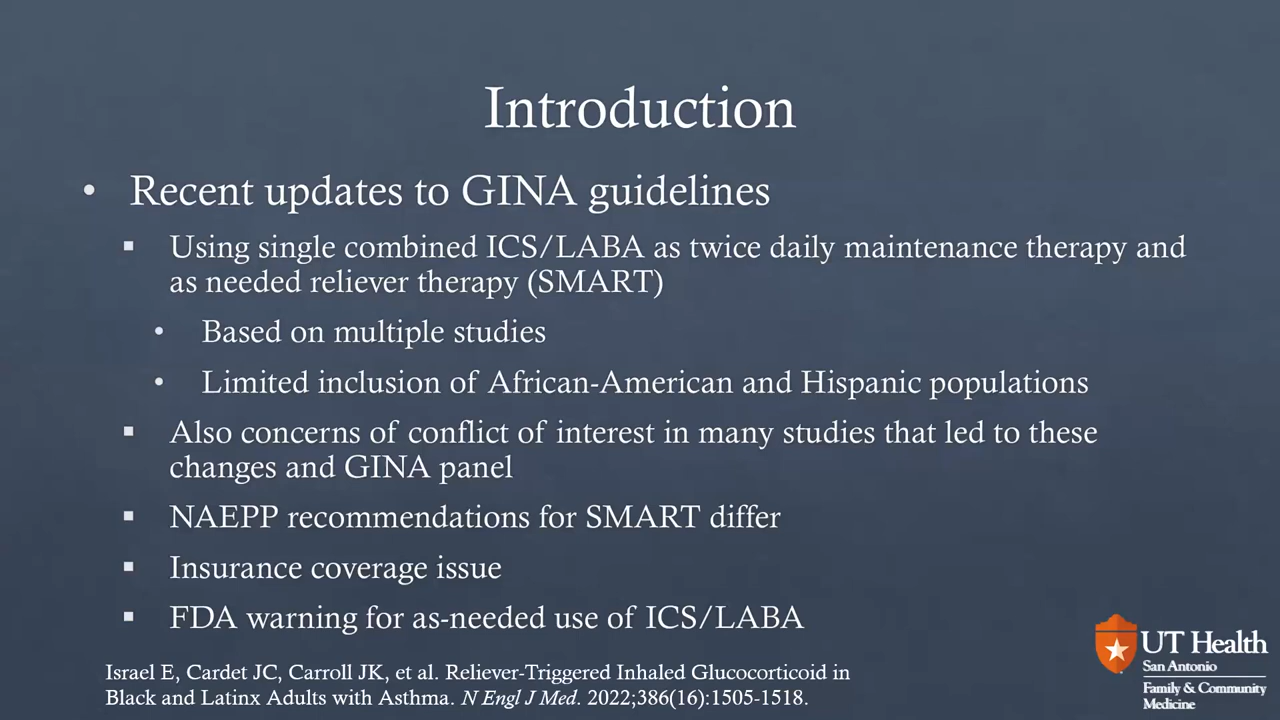 Introduction
• Recent updates to GINA guidelines
▪ Using single combined ICS/LABA as twice daily maintenance therapy and
as needed reliever therapy (SMART)
• Based on multiple studies
• Limited inclusion of African-American and Hispanic populations
▪ Also concerns of conflict of interest in many studies that led to these
changes and GINA panel
▪ NAEPP recommendations for SMART differ
▪ Insurance coverage issue
▪ FDA warning for as-needed use of ICS/LABA
Israel E, Cardet JC, Carroll JK, et al. Reliever-Triggered Inhaled Glucocorticoid in
Black and Latinx Adults with Asthma. N Engl J Med. 2022;386(16):1505-1518.
UT Health
San Antonio
Family & Community
Medicine